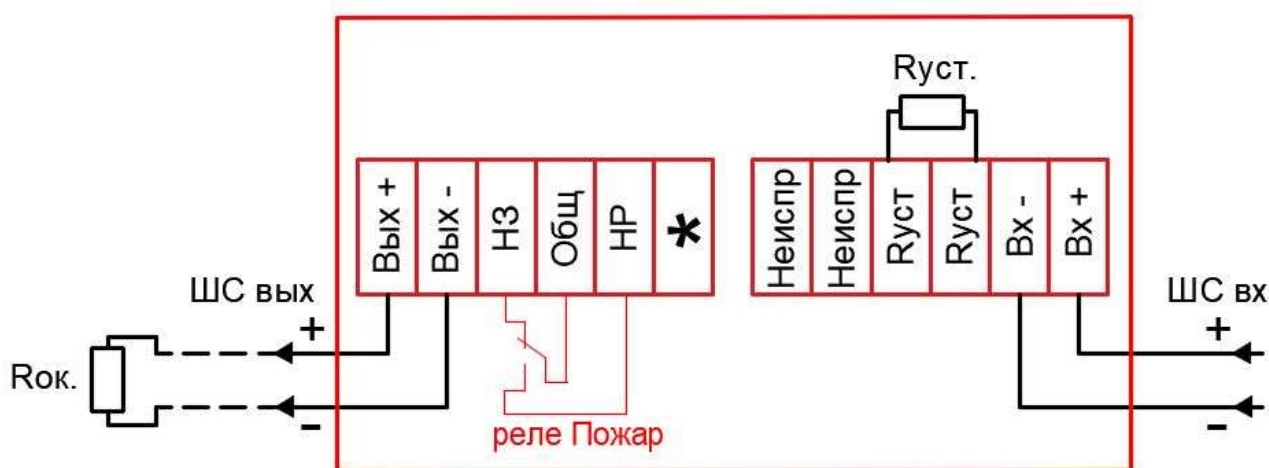 Rуст.
Вых +
Вых -
НЗ
Общ
НР
*
Неиспр
Неиспр
Rуст
Rуст
Вх -
Вх +
ШС вых
+
-
Rок.
ШС вх
+
-
реле Пожар